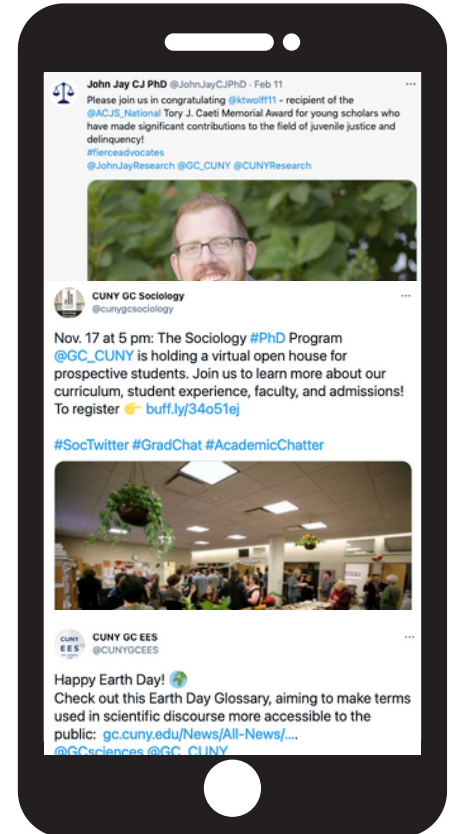 John Jay CJ PhD @JohnJayCJPhD · Feb 11
Please join us in congratulating @ktwolff11 - recipient of the
@ACJS_National Tory J. Caeti Memorial Award for young scholars who
have made significant contributions to the field of juvenile justice and
delinquency!
#fierceadvocates
@JohnJayResearch @GC_CUNY @CUNYResearch
CUNY GC Sociology
@cunygcsociology
Nov. 17 at 5 pm: The Sociology #PhD Program
@GC_CUNY is holding a virtual open house for
prospective students. Join us to learn more about our
curriculum, student experience, faculty, and admissions!
To register 👉 buff.ly/34o51ej
#SocTwitter #GradChat #AcademicChatter
CUNY
EES
CUNY GC EES
@CUNYGCEES
Happy Earth Day! 🌍
Check out this Earth Day Glossary, aiming to make terms
used in scientific discourse more accessible to the
public: gc.cuny.edu/News/All-News/....
@GCsciences @GC_CUNY